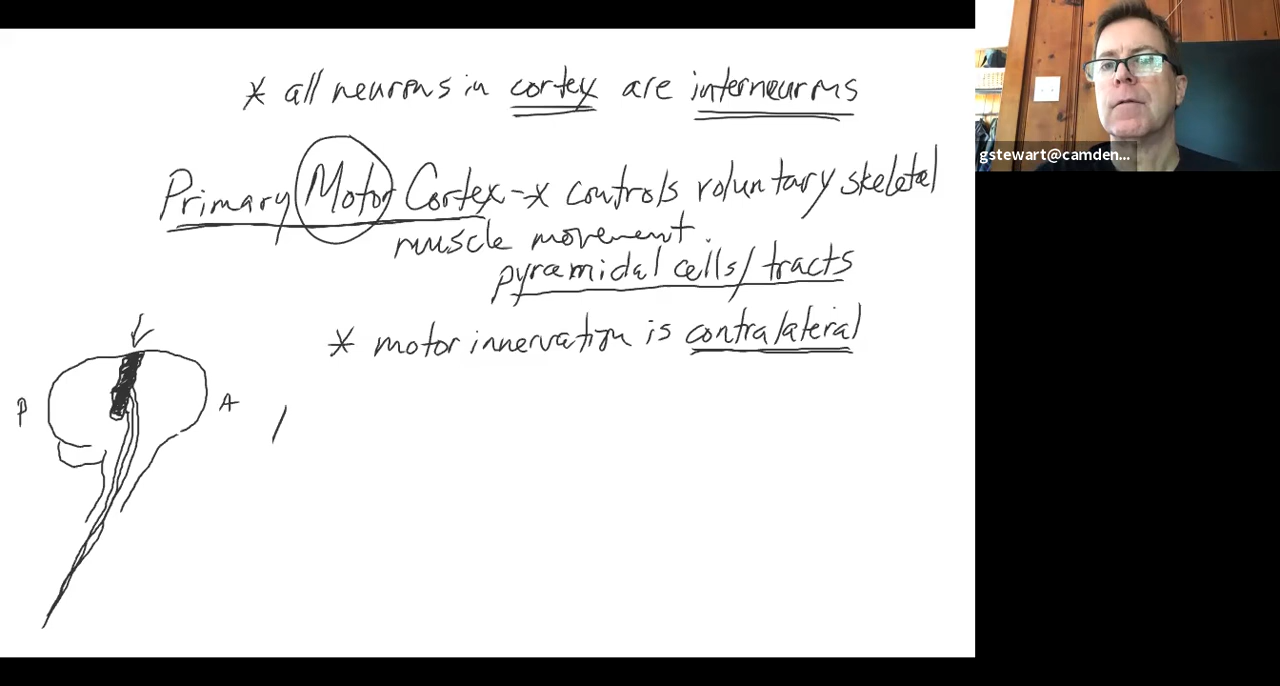 * all neurons in cortex are interneurons
Primary Motor Cortex -* controls voluntary skeletal
muscle movement.
pyramidal cells/tracts
* motor innervation is contralateral
P
A
gstewart@camden...